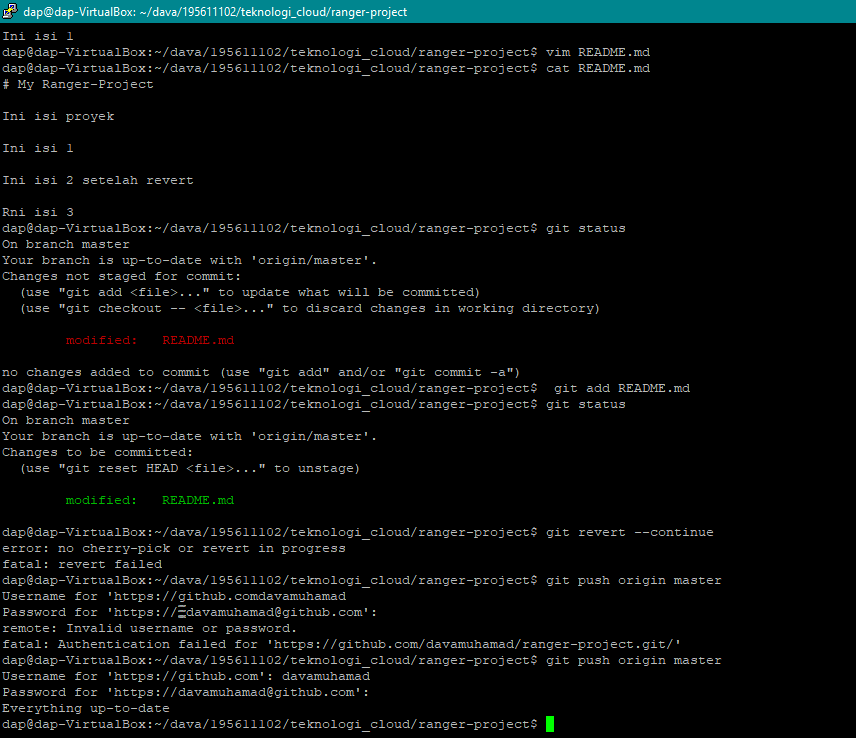 dap@dap-VirtualBox: ~/dava/195611102/teknologi_cloud/ranger-project
Ini isi 1
dap@dap-VirtualBox:~/dava/195611102/teknologi_cloud/ranger-project$ vim README.md
dap@dap-VirtualBox:~/dava/195611102/teknologi_cloud/ranger-project$ cat README.md
# My Ranger-Project
Ini isi proyek
Ini isi 1
Ini isi 2 setelah revert
Rni isi 3
dap@dap-VirtualBox:~/dava/195611102/teknologi_cloud/ranger-project$ git status
On branch master
Your branch is up-to-date with 'origin/master'.
Changes not staged for commit:
  (use "git add <file>..." to update what will be committed)
  (use "git checkout -- <file>..." to discard changes in working directory)
        modified:   README.md
no changes added to commit (use "git add" and/or "git commit -a")
dap@dap-VirtualBox:~/dava/195611102/teknologi_cloud/ranger-project$  git add README.md
dap@dap-VirtualBox:~/dava/195611102/teknologi_cloud/ranger-project$ git status
On branch master
Your branch is up-to-date with 'origin/master'.
Changes to be committed:
  (use "git reset HEAD <file>..." to unstage)
        modified:   README.md
dap@dap-VirtualBox:~/dava/195611102/teknologi_cloud/ranger-project$ git revert --continue
error: no cherry-pick or revert in progress
fatal: revert failed
dap@dap-VirtualBox:~/dava/195611102/teknologi_cloud/ranger-project$ git push origin master
Username for 'https://github.comdavamuhamad
Password for 'https:// davamuhamad@github.com':
remote: Invalid username or password.
fatal: Authentication failed for 'https://github.com/davamuhamad/ranger-project.git/'
dap@dap-VirtualBox:~/dava/195611102/teknologi_cloud/ranger-project$ git push origin master
Username for 'https://github.com': davamuhamad
Password for 'https://davamuhamad@github.com':
Everything up-to-date
dap@dap-VirtualBox:~/dava/195611102/teknologi_cloud/ranger-project$